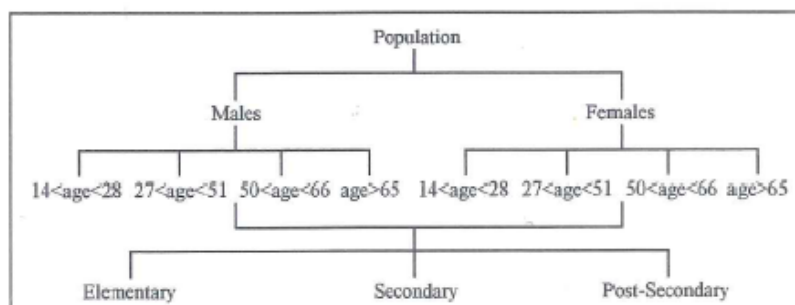 Population
Males Females
14<age<28 27<age<51 50<age<66 age>65 14<age<28 27<age<51 50<age<66 age>65
Elementary Secondary Post-Secondary